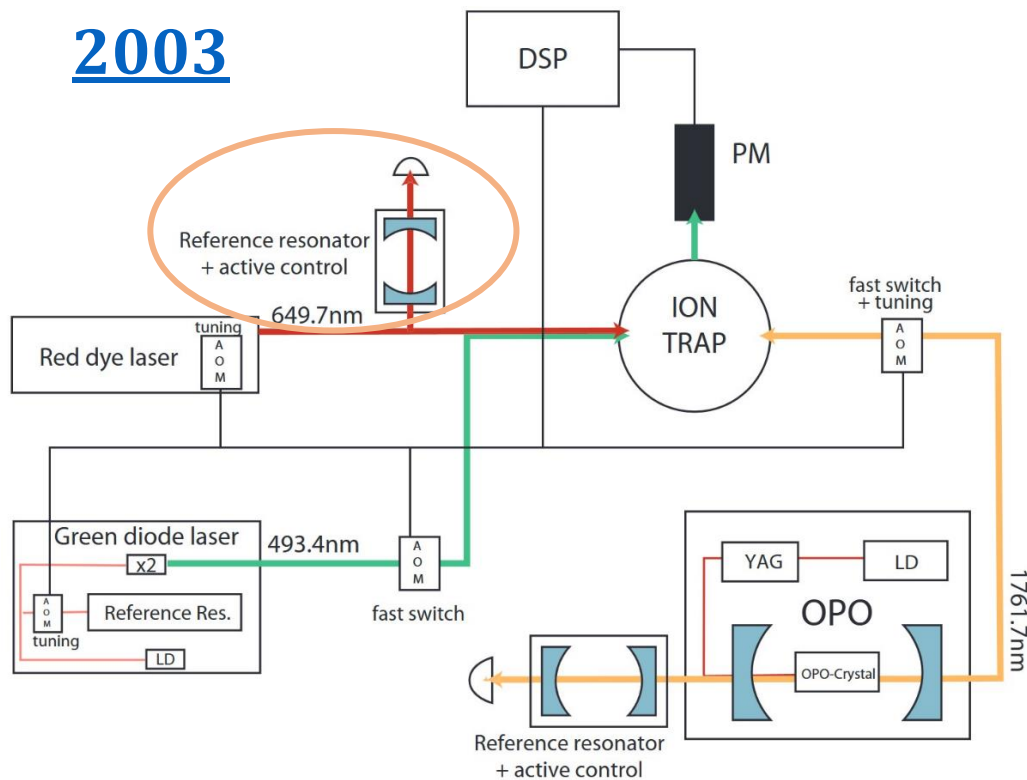 2003
DSP
PM
Reference resonator
+ active control
649.7nm
tuning
A
O
M
Red dye laser
ION
TRAP
fast switch
+ tuning
A
O
M
Green diode laser
x2
493.4nm
A
O
M
fast switch
A
O
M
tuning
Reference Res.
LD
YAG
LD
OPO
OPO-Crystal
1761.7nm
Reference resonator
+ active control